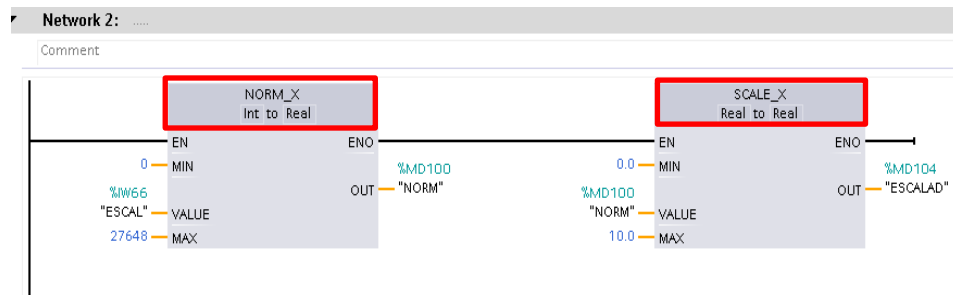 Network 2: .....
Comment
NORM_X
Int to Real
EN ENO
0 MIN
%MD100
OUT "NORM"
%IW66
"ESCAL" VALUE
27648 MAX
SCALE_X
Real to Real
EN ENO
0.0 MIN
%MD104
OUT "ESCALAD"
%MD100
"NORM" VALUE
10.0 MAX